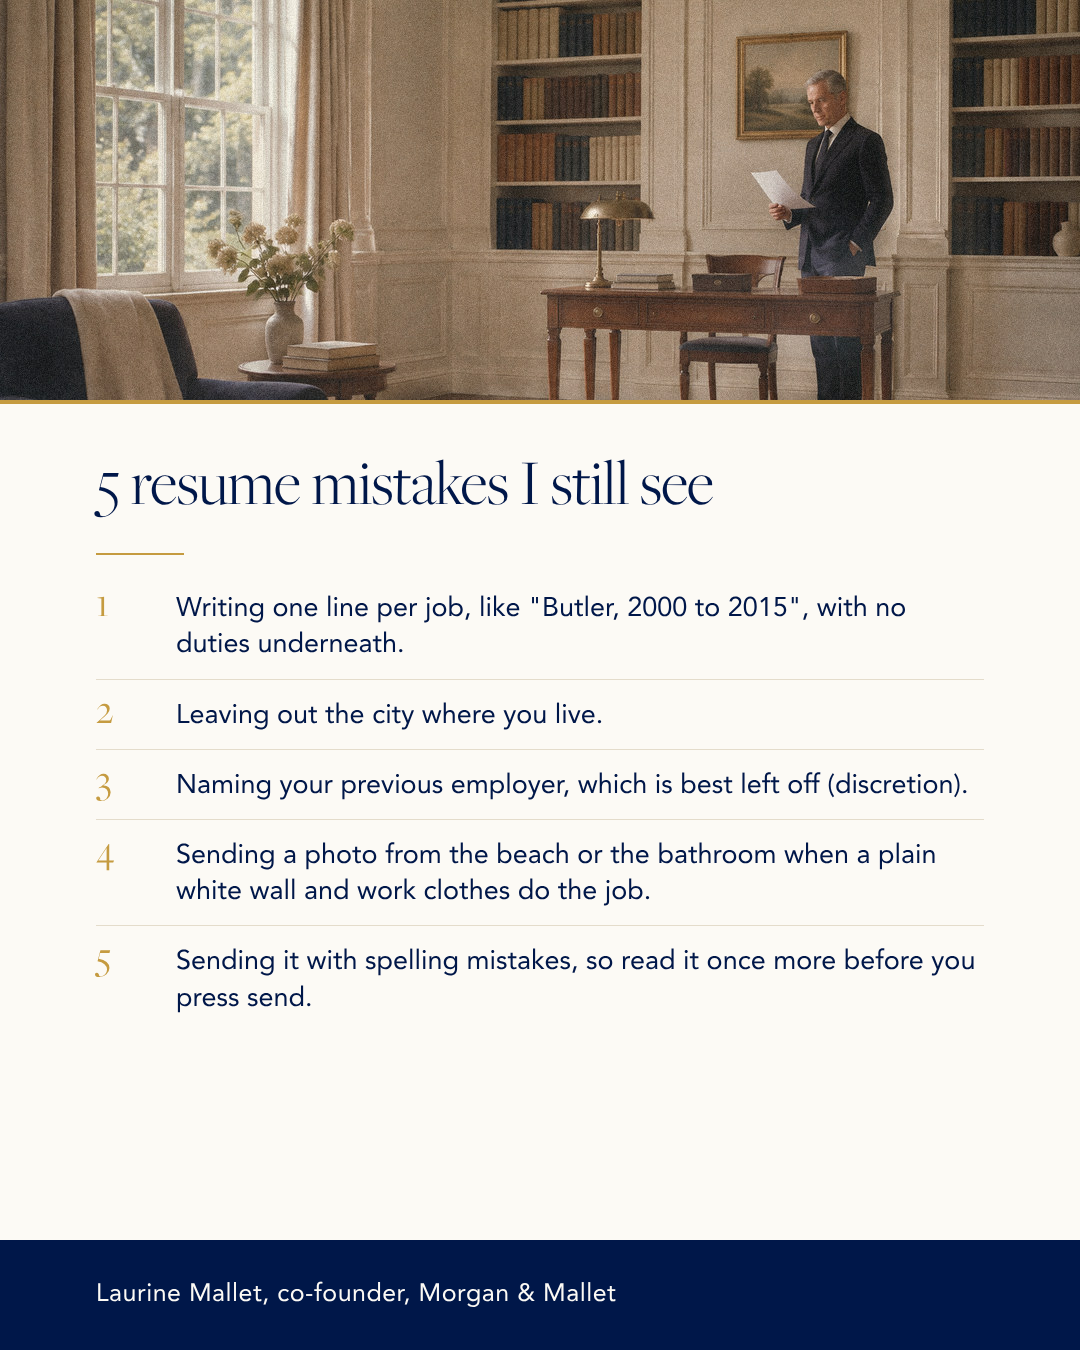 5 resume mistakes I still see
1 Writing one line per job, like "Butler, 2000 to 2015", with no
duties underneath.
2 Leaving out the city where you live.
3 Naming your previous employer, which is best left off (discretion).
4 Sending a photo from the beach or the bathroom when a plain
white wall and work clothes do the job.
5 Sending it with spelling mistakes, so read it once more before you
press send.
Laurine Mallet, co-founder, Morgan & Mallet